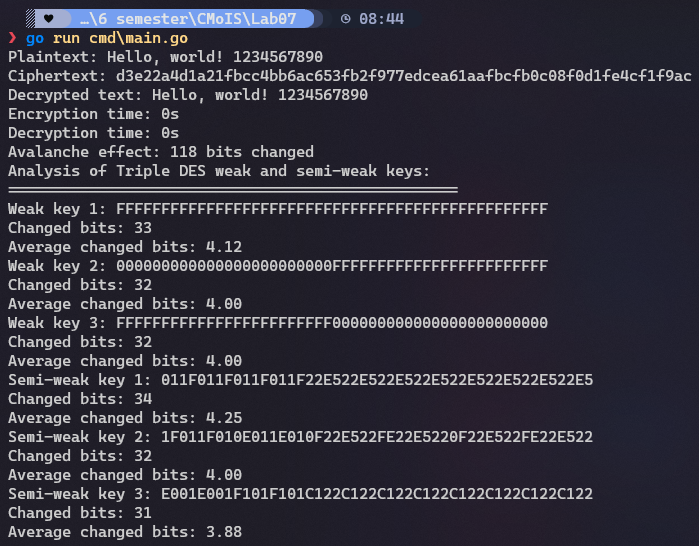 ♥ …\6 semester\CMoIS\Lab07 08:44
❯ go run cmd\main.go
Plaintext: Hello, world! 1234567890
Ciphertext: d3e22a4d1a21fbcc4bb6ac653fb2f977edcea61aafbcfb0c08f0d1fe4cf1f9ac
Decrypted text: Hello, world! 1234567890
Encryption time: 0s
Decryption time: 0s
Avalanche effect: 118 bits changed
Analysis of Triple DES weak and semi-weak keys:
==================================================
Weak key 1: FFFFFFFFFFFFFFFFFFFFFFFFFFFFFFFFFFFFFFFFFFFFFFFF
Changed bits: 33
Average changed bits: 4.12
Weak key 2: 000000000000000000000000FFFFFFFFFFFFFFFFFFFFFFFF
Changed bits: 32
Average changed bits: 4.00
Weak key 3: FFFFFFFFFFFFFFFFFFFFFFFF000000000000000000000000
Changed bits: 32
Average changed bits: 4.00
Semi-weak key 1: 011F011F011F011F22E522E522E522E522E522E522E522E5
Changed bits: 34
Average changed bits: 4.25
Semi-weak key 2: 1F011F010E011E010F22E522FE22E5220F22E522FE22E522
Changed bits: 32
Average changed bits: 4.00
Semi-weak key 3: E001E001F101F101C122C122C122C122C122C122C122C122
Changed bits: 31
Average changed bits: 3.88